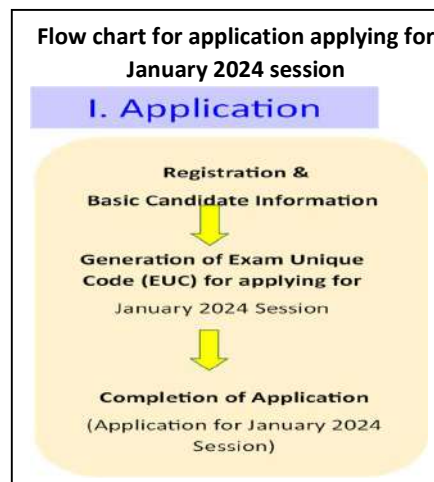 Flow chart for application applying for
January 2024 session
I. Application
Registration &
Basic Candidate Information
Generation of Exam Unique
Code (EUC) for applying for
January 2024 Session
Completion of Application
(Application for January 2024
Session)